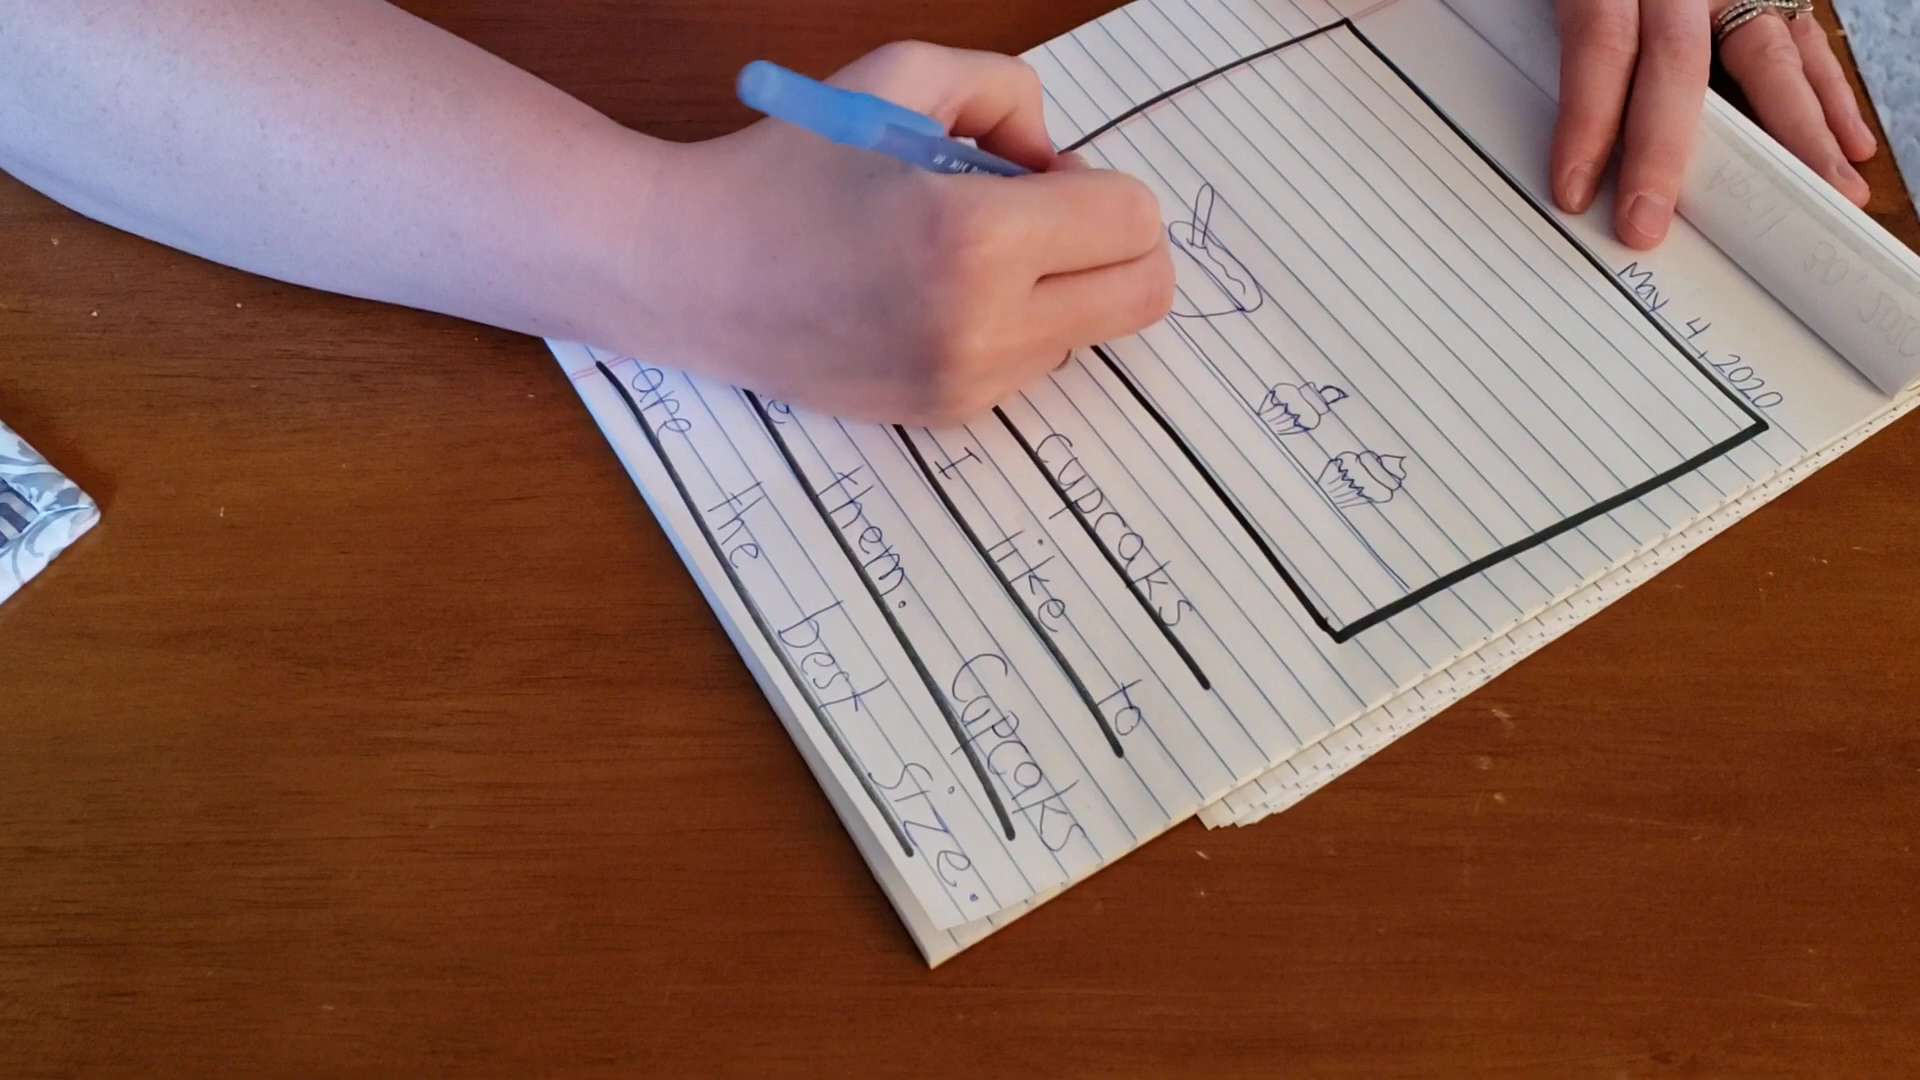 May 4, 2020
Cupcaks
I like to
them. Cupcaks
are the best size.